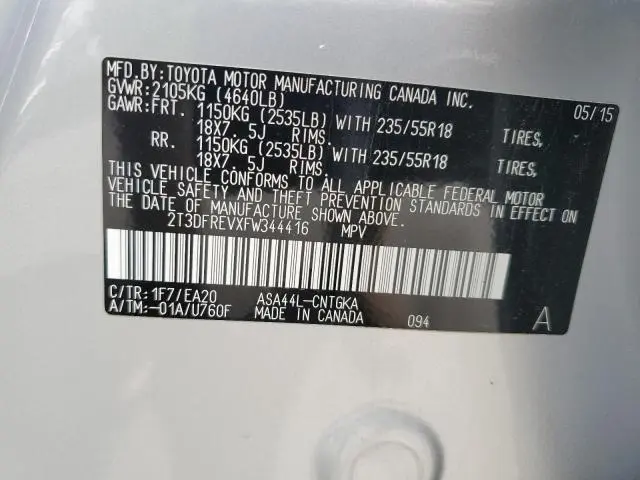 MFD.BY:TOYOTA MOTOR MANUFACTURING CANADA INC.
GVWR:2105KG (4640LB) 05/15
GAWR:FRT. 1150KG (2535LB) WITH 235/55R18 TIRES,
18X7. 5J RIMS.
RR. 1150KG (2535LB) WITH 235/55R18 TIRES,
18X7. 5J RIMS.
THIS VEHICLE CONFORMS TO ALL APPLICABLE FEDERAL MOTOR
VEHICLE SAFETY AND THEFT PREVENTION STANDARDS IN EFFECT ON
THE DATE OF MANUFACTURE SHOWN ABOVE.
2T3DFREVXFW344416 MPV
C/TR:1F7/EA20 ASA44L-CNTGKA
A/TM:-01A/U760F MADE IN CANADA 094 A